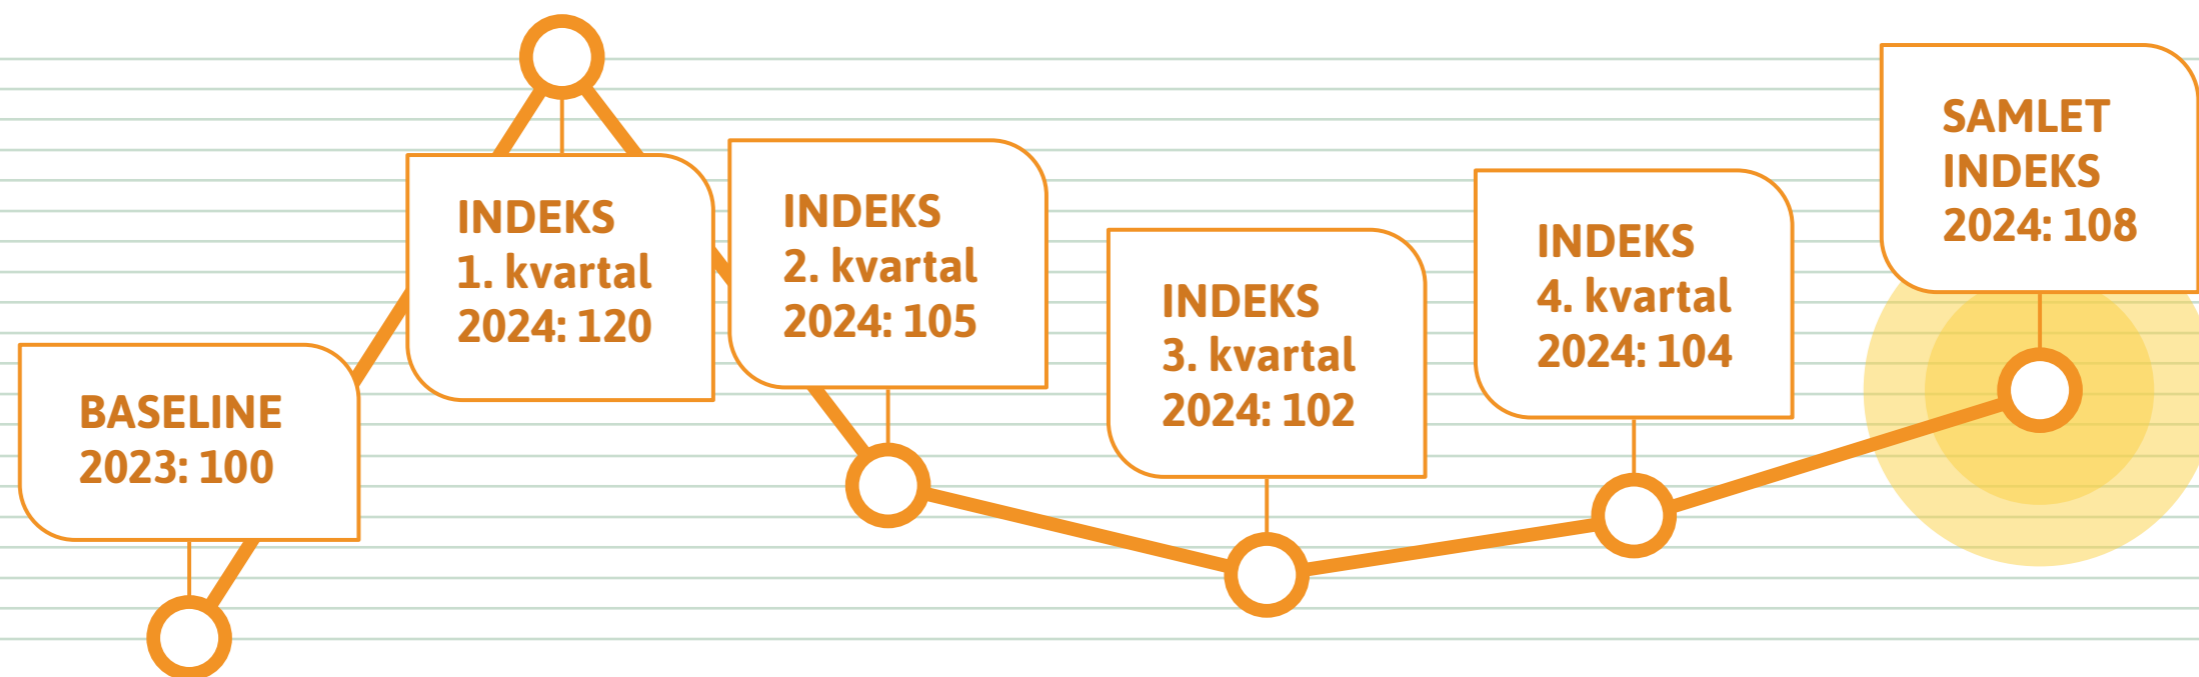 BASELINE
2023: 100
INDEKS
1. kvartal
2024: 120
INDEKS
2. kvartal
2024: 105
INDEKS
3. kvartal
2024: 102
INDEKS
4. kvartal
2024: 104
SAMLET
INDEKS
2024: 108